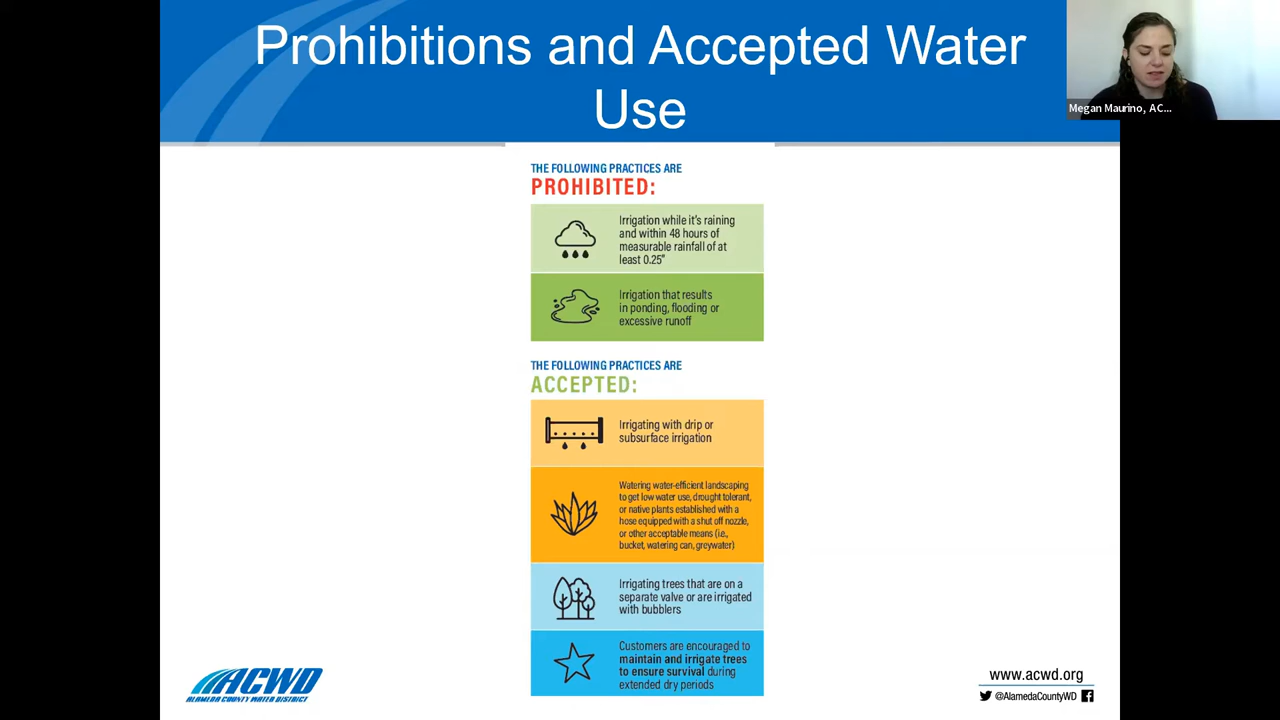 Prohibitions and Accepted Water
Use
Megan Maurino, AC...
THE FOLLOWING PRACTICES ARE
PROHIBITED:
Irrigation while it's raining
and within 48 hours of
measurable rainfall of at
least 0.25"
Irrigation that results
in ponding, flooding or
excessive runoff
THE FOLLOWING PRACTICES ARE
ACCEPTED:
Irrigating with drip or
subsurface irrigation
Watering water-efficient landscaping
to get low water use, drought tolerant,
or native plants established with a
hose equipped with a shut off nozzle,
or other acceptable means (i.e.,
bucket, watering can, greywater)
Irrigating trees that are on a
separate valve or are irrigated
with bubblers
Customers are encouraged to
maintain and irrigate trees
to ensure survival during
extended dry periods
ACWD
ALAMEDA COUNTY WATER DISTRICT
www.acwd.org
@AlamedaCountyWD